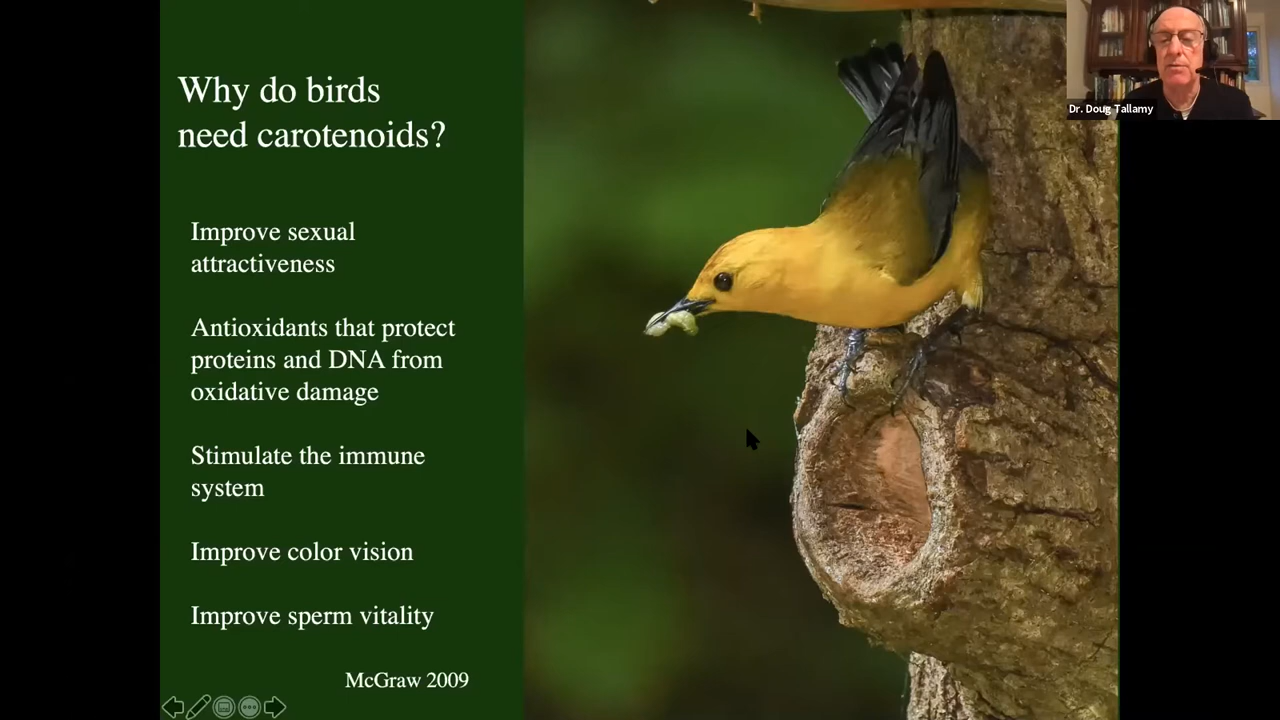 Why do birds
need carotenoids?
Improve sexual
attractiveness
Antioxidants that protect
proteins and DNA from
oxidative damage
Stimulate the immune
system
Improve color vision
Improve sperm vitality
McGraw 2009
Dr. Doug Tallamy